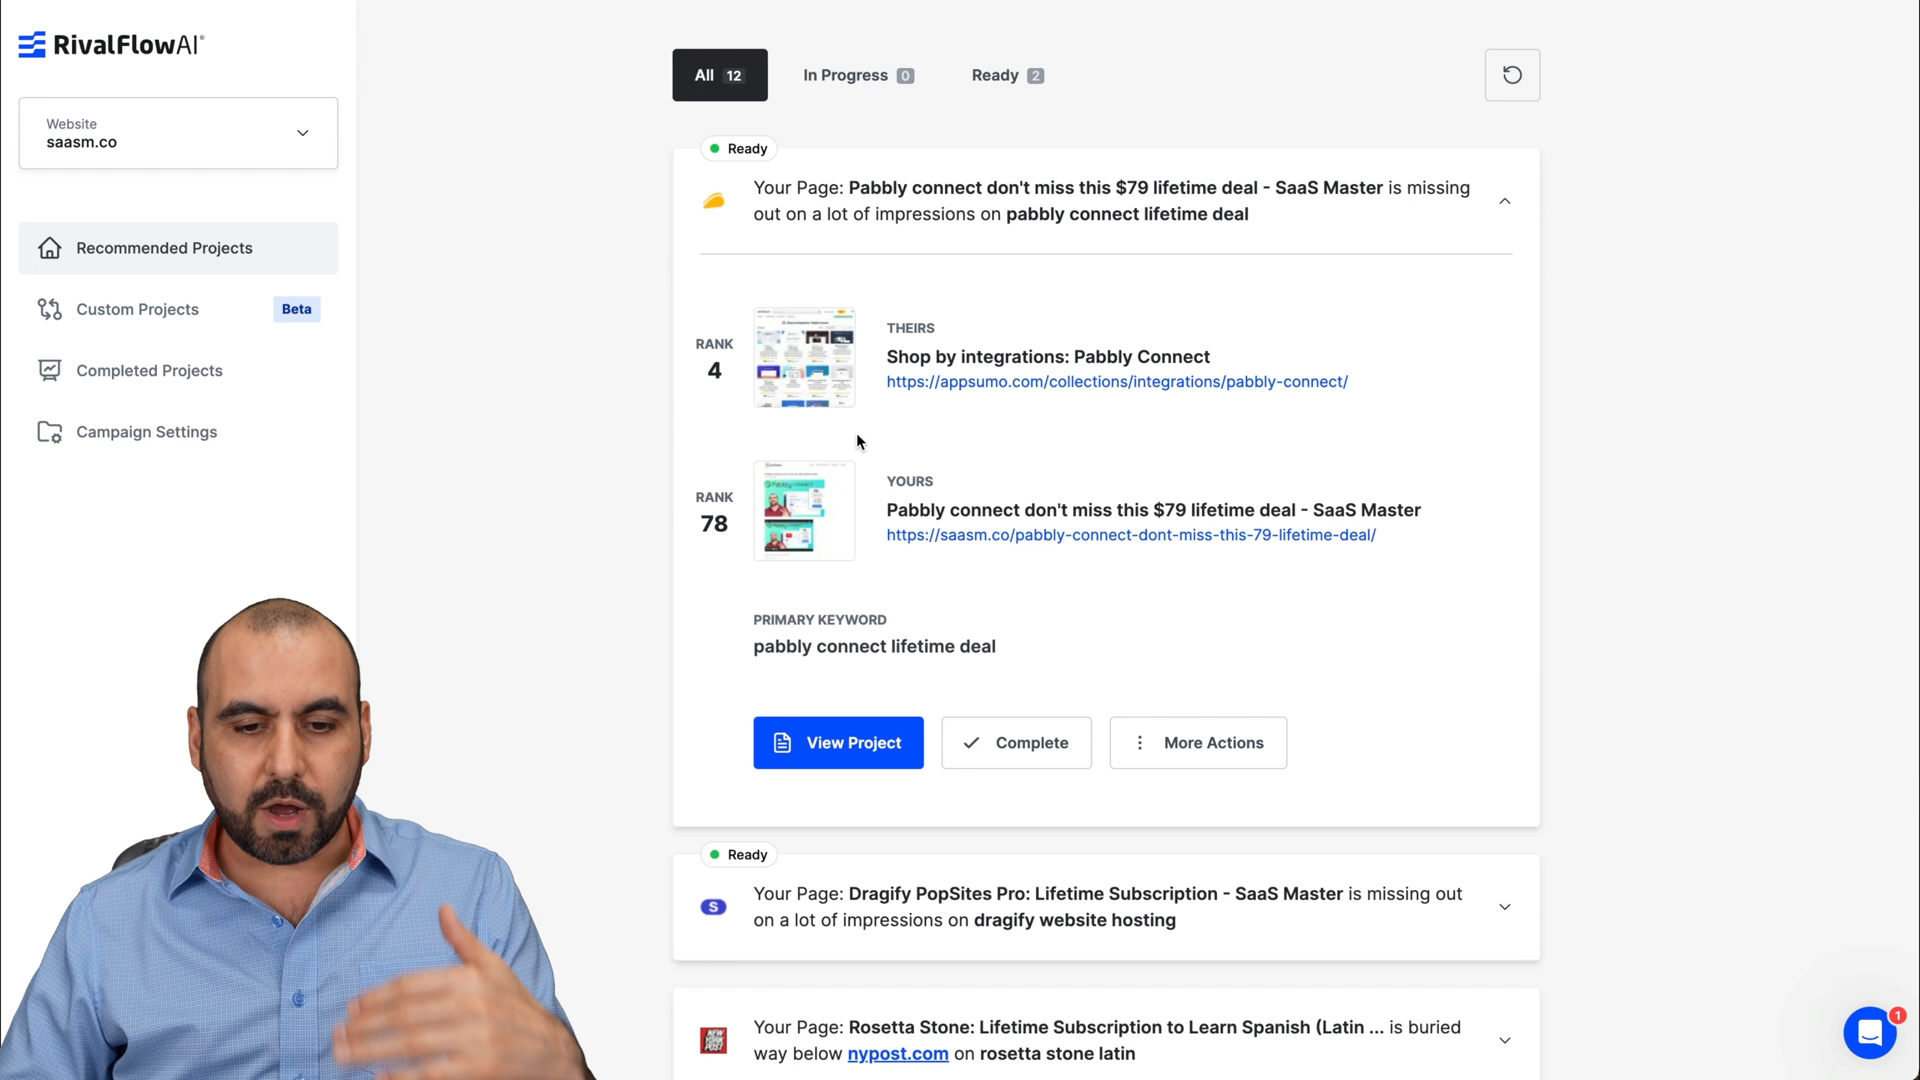 RivalFlowAI
Website
saasm.co
Recommended Projects
Custom Projects
Beta
Completed Projects
Campaign Settings
All 12
In Progress 0
Ready 2
Ready
Your Page: Pabbly connect don't miss this $79 lifetime deal - SaaS Master is missing
out on a lot of impressions on pabbly connect lifetime deal
RANK
4
THEIRS
Shop by integrations: Pabbly Connect
https://appsumo.com/collections/integrations/pabbly-connect/
RANK
78
YOURS
Pabbly connect don't miss this $79 lifetime deal - SaaS Master
https://saasm.co/pabbly-connect-dont-miss-this-79-lifetime-deal/
PRIMARY KEYWORD
pabbly connect lifetime deal
View Project
Complete
More Actions
Ready
S
Your Page: Dragify PopSites Pro: Lifetime Subscription - SaaS Master is missing out
on a lot of impressions on dragify website hosting
NEW
YORK
POST
Your Page: Rosetta Stone: Lifetime Subscription to Learn Spanish (Latin ... is buried
way below nypost.com on rosetta stone latin
1